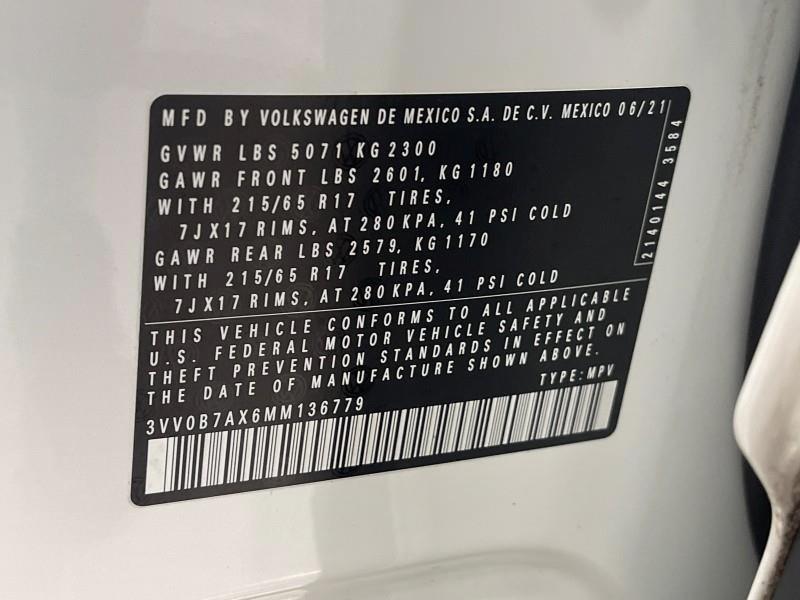 MFD BY VOLKSWAGEN DE MEXICO S.A. DE C.V. MEXICO 06/21
GVWR LBS 5071 KG 2300
GAWR FRONT LBS 2601, KG 1180
WITH 215/65 R17 TIRES,
7JX17 RIMS, AT 280 KPA, 41 PSI COLD
GAWR REAR LBS 2579, KG 1170
WITH 215/65 R17 TIRES,
7JX17 RIMS, AT 280 KPA, 41 PSI COLD
2140144 3584
THIS VEHICLE CONFORMS TO ALL APPLICABLE
U.S. FEDERAL MOTOR VEHICLE SAFETY AND
THEFT PREVENTION STANDARDS IN EFFECT ON
THE DATE OF MANUFACTURE SHOWN ABOVE.
TYPE: MPV
3VV0B7AX6MM136779